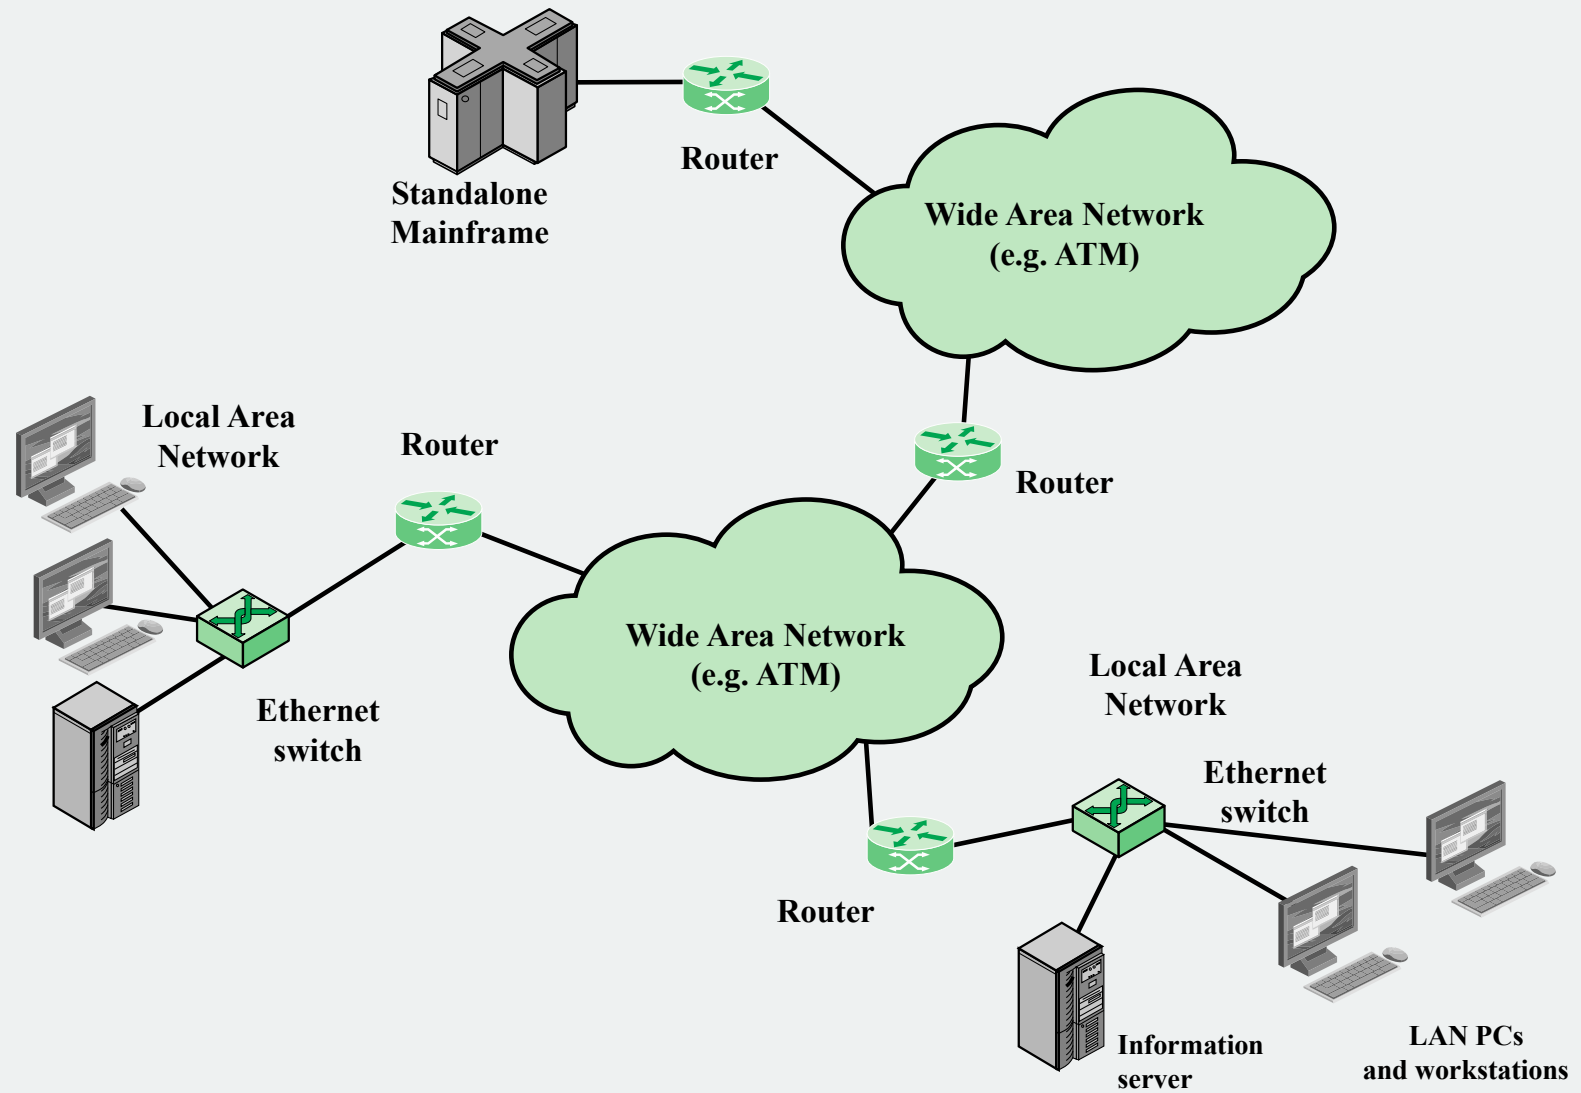 Router
Standalone
Mainframe
Wide Area Network
(e.g. ATM)
Local Area
Network
Router
Router
Wide Area Network
(e.g. ATM)
Local Area
Network
Ethernet
switch
Ethernet
switch
Router
Information
server
LAN PCs
and workstations